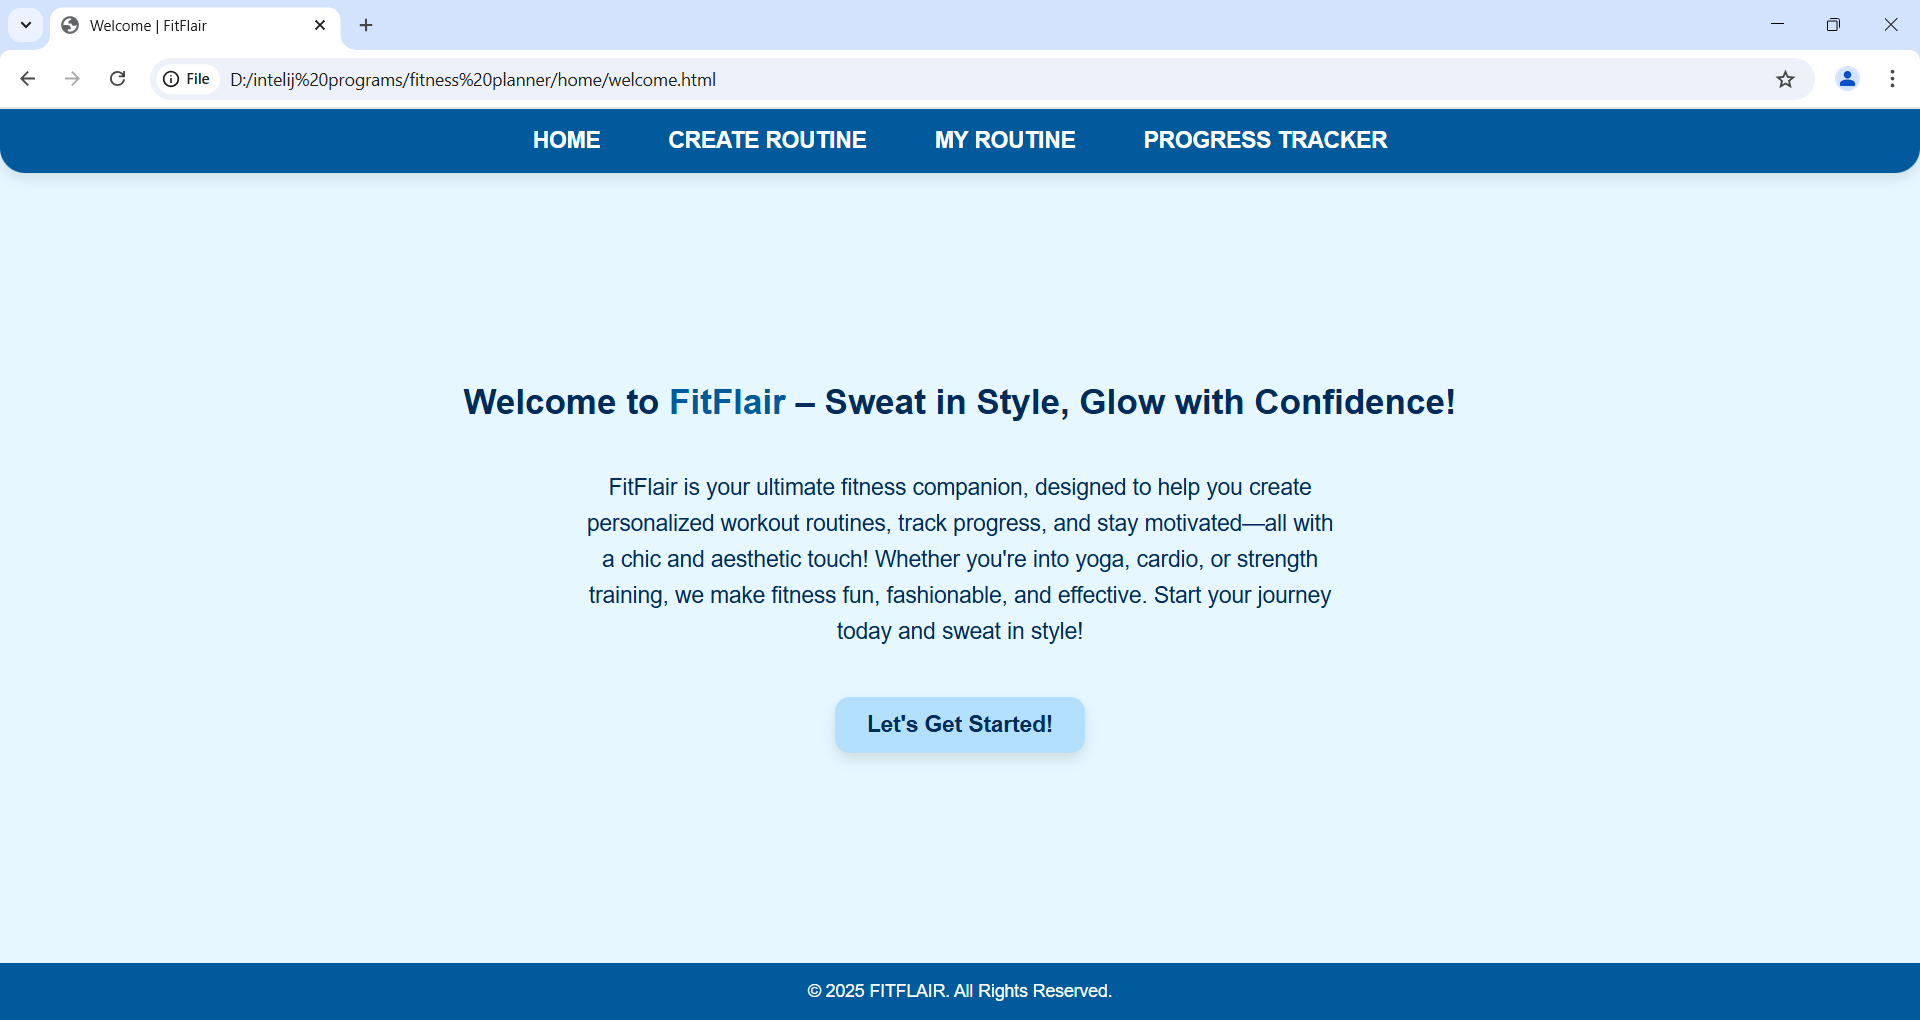 Welcome | FitFlair
File D:/intelij%20programs/fitness%20planner/home/welcome.html
HOME CREATE ROUTINE MY ROUTINE PROGRESS TRACKER
Welcome to FitFlair – Sweat in Style, Glow with Confidence!
FitFlair is your ultimate fitness companion, designed to help you create
personalized workout routines, track progress, and stay motivated—all with
a chic and aesthetic touch! Whether you're into yoga, cardio, or strength
training, we make fitness fun, fashionable, and effective. Start your journey
today and sweat in style!
Let's Get Started!
© 2025 FITFLAIR. All Rights Reserved.